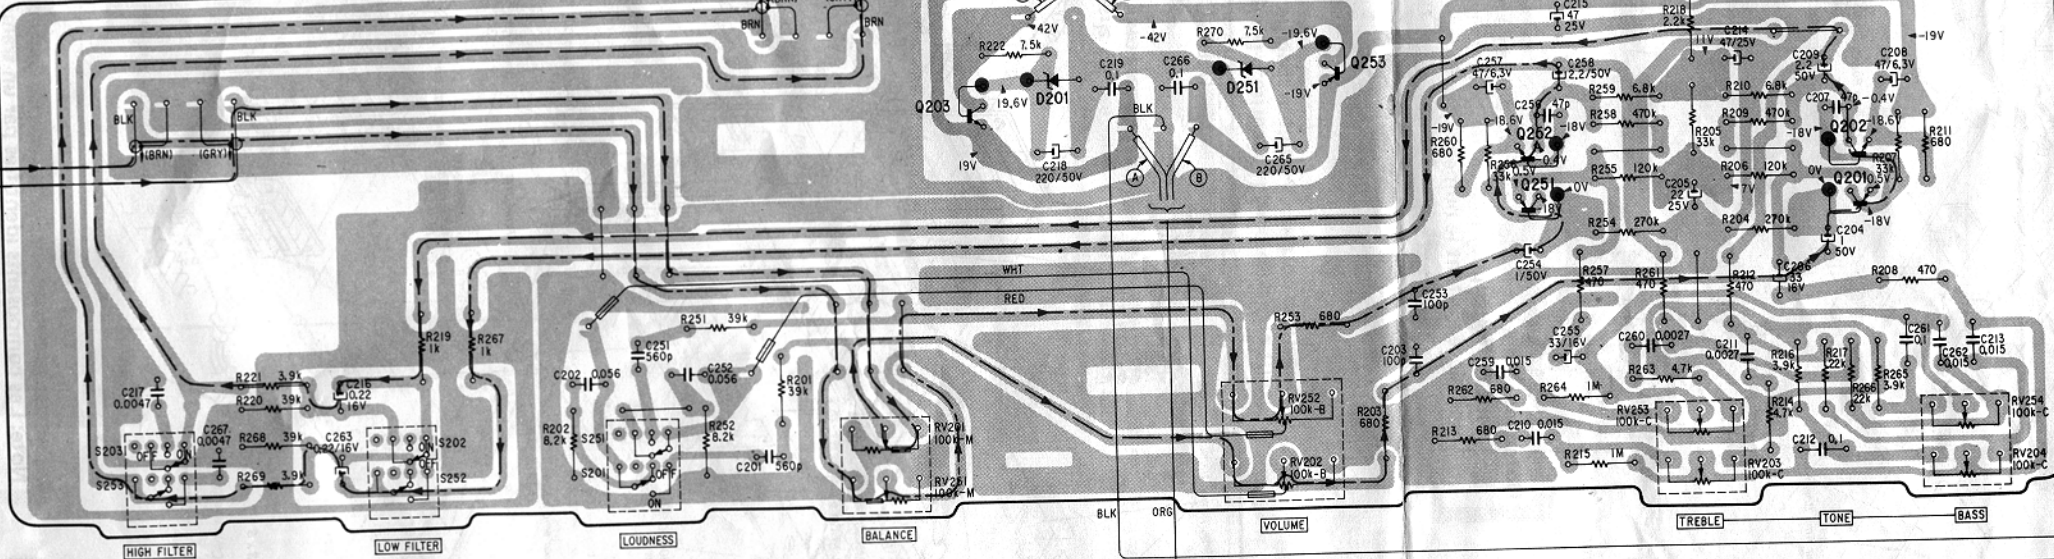 BRN
BRN
BLK
BLK
(BRN)
(GRY)
-42V
-42V
R222 7.5k
R270 7.5k
-19.6V
C219
0.1
C266
0.1
D201
D251
Q253
Q203
19.6V
-19V
BLK
19V
C218
220/50V
A
B
C265
220/50V
C215
47
25V
R218
2.2k
11V
C214
47/25V
C209
2.2
50V
C208
47/6.3V
-19V
C257
47/6.3V
C258
2.2/50V
R259 6.8k
R210 6.8k
C256
47p
C207 47p
-0.4V
R258 470k
R209 470k
-19V
-18.6V
-18V
-18V
Q202
-18.6V
R260
680
Q252
R205
33k
R211
680
-0.4V
R256
33k
0.5V
R255 120k
R206 120k
R207
33k
0.5V
Q251
0V
C205
22
25V
7V
0V
Q201
-18V
-18V
R254 270k
R204 270k
C204
1
50V
C254
1/50V
WHT
RED
R257
470
R261
470
R212
470
C206
33
16V
R208 470
C253
100p
R219
1k
R267
1k
R251 39k
R253 680
C251
560p
C252
0.056
C202 0.056
R201
39k
C203
100p
C255
33/16V
C260 0.0027
C211
0.0027
R216
3.9k
R217
22k
R266
22k
R265
3.9k
C261
0.1
C262
0.015
C213
0.015
C259 0.015
R263 4.7k
R262 680
R264 1M
R214
4.7k
C217
0.0047
R221 3.9k
R220 39k
C216
0.22
16V
C267
0.0047
R268 39k
C263
0.22/16V
R269 3.9k
S203
OFF
ON
S253
S202
ON
OFF
S252
R202
8.2k
S251
S201
OFF
ON
R252
8.2k
C201 560p
RV201
100k-M
RV251
100k-M
RV252
100k-B
RV202
100k-B
R203
680
R213 680
C210 0.015
R215 1M
RV253
100k-C
RV203
100k-C
C212 0.1
RV254
100k-C
RV204
100k-C
BLK
ORG
HIGH FILTER
LOW FILTER
LOUDNESS
BALANCE
VOLUME
TREBLE
TONE
BASS